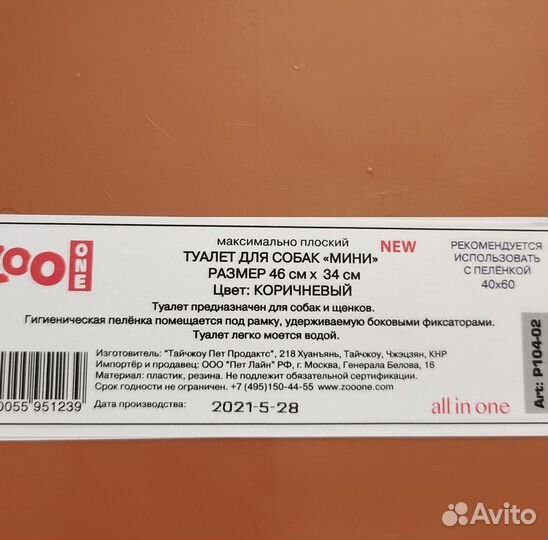 максимально плоский
NEW
ZOO ONE
ТУАЛЕТ ДЛЯ СОБАК «МИНИ»
РАЗМЕР 46 см х 34 см
Цвет: КОРИЧНЕВЫЙ
РЕКОМЕНДУЕТСЯ
ИСПОЛЬЗОВАТЬ
С ПЕЛЁНКОЙ
40х60
Туалет предназначен для собак и щенков.
Гигиеническая пелёнка помещается под рамку, удерживаемую боковыми фиксаторами.
Туалет легко моется водой.
Изготовитель: "Тайчжоу Пет Продактс", 218 Хуанъянь, Тайчжоу, Чжэцзян, КНР
Импортёр и продавец: ООО "Пет Лайн" РФ, г. Москва, Генерала Белова, 16
Материал: пластик, резина. Не подлежит обязательной сертификации.
Срок годности не ограничен. +7 (495)150-44-55 www.zooone.com
0055 951239
Дата производства: 2021-5-28
all in one
Art: P104-02
Avito